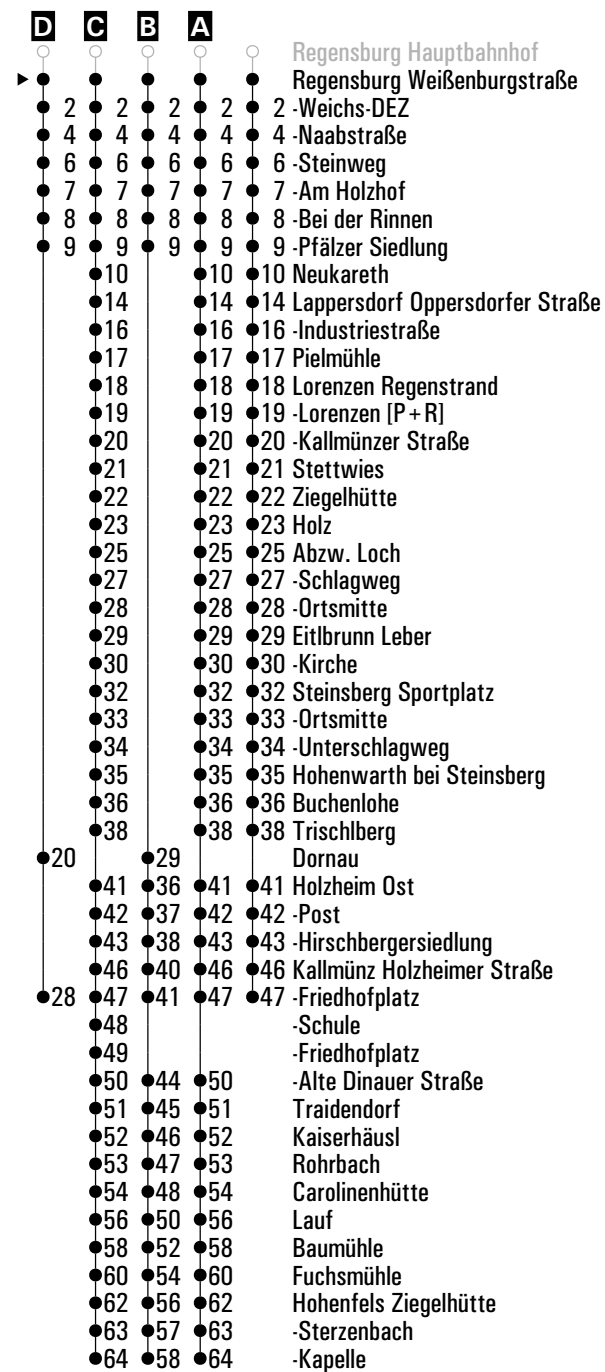 D C B A
Regensburg Hauptbahnhof
Regensburg Weißenburgstraße
2 2 2 2 2 -Weichs-DEZ
4 4 4 4 4 -Naabstraße
6 6 6 6 6 -Steinweg
7 7 7 7 7 -Am Holzhof
8 8 8 8 8 -Bei der Rinnen
9 9 9 9 9 -Pfälzer Siedlung
10 10 10 Neukareth
14 14 14 Lappersdorf Oppersdorfer Straße
16 16 16 -Industriestraße
17 17 17 Pielmühle
18 18 18 Lorenzen Regenstrand
19 19 19 -Lorenzen [P+R]
20 20 20 -Kallmünzer Straße
21 21 21 Stettwies
22 22 22 Ziegelhütte
23 23 23 Holz
25 25 25 Abzw. Loch
27 27 27 -Schlagweg
28 28 28 -Ortsmitte
29 29 29 Eitlbrunn Leber
30 30 30 -Kirche
32 32 32 Steinsberg Sportplatz
33 33 33 -Ortsmitte
34 34 34 -Unterschlagweg
35 35 35 Hohenwarth bei Steinsberg
36 36 36 Buchenlohe
38 38 38 Trischlberg
20 29 Dornau
41 36 41 41 Holzheim Ost
42 37 42 42 -Post
43 38 43 43 -Hirschbergersiedlung
46 40 46 46 Kallmünz Holzheimer Straße
28 47 41 47 47 -Friedhofplatz
48 -Schule
49 -Friedhofplatz
50 44 50 -Alte Dinauer Straße
51 45 51 Traidendorf
52 46 52 Kaiserhäusl
53 47 53 Rohrbach
54 48 54 Carolinenhütte
56 50 56 Lauf
58 52 58 Baumühle
60 54 60 Fuchsmühle
62 56 62 Hohenfels Ziegelhütte
63 57 63 -Sterzenbach
64 58 64 -Kapelle